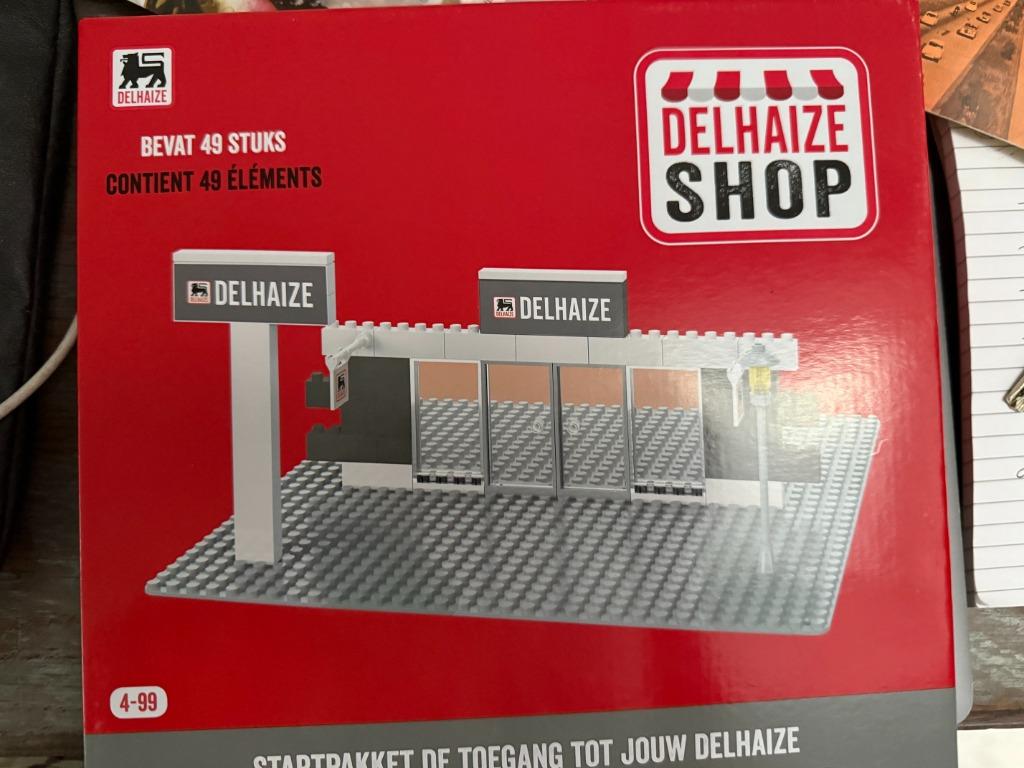 DELHAIZE
BEVAT 49 STUKS
CONTIENT 49 ÉLÉMENTS
DELHAIZE
SHOP
DELHAIZE
DELHAIZE
4-99
STARTPAKKET DE TOEGANG TOT JOUW DELHAIZE